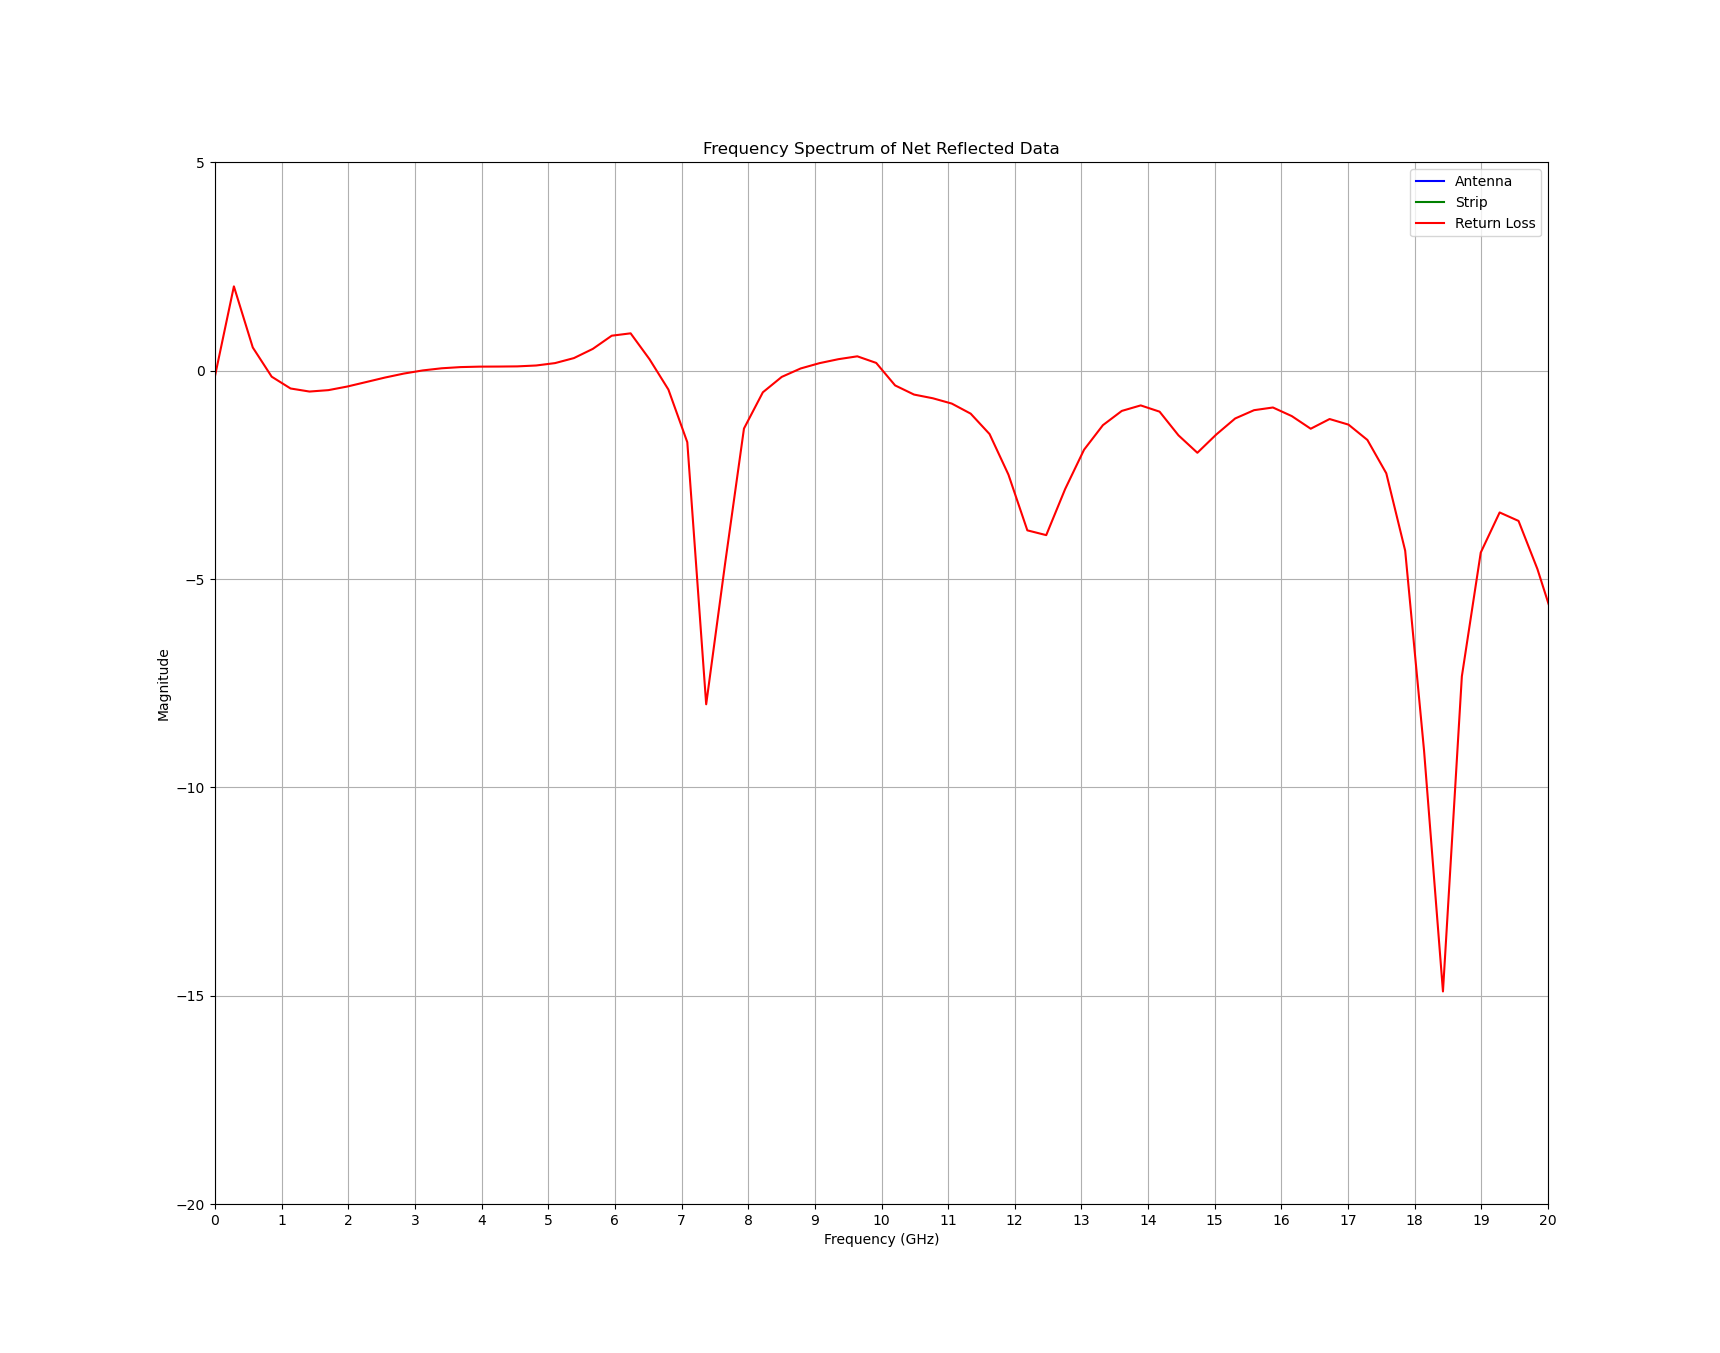 Frequency Spectrum of Net Reflected Data
Antenna
Strip
Return Loss
5
0
−5
−10
−15
−20
Magnitude
0 1 2 3 4 5 6 7 8 9 10 11 12 13 14 15 16 17 18 19 20
Frequency (GHz)